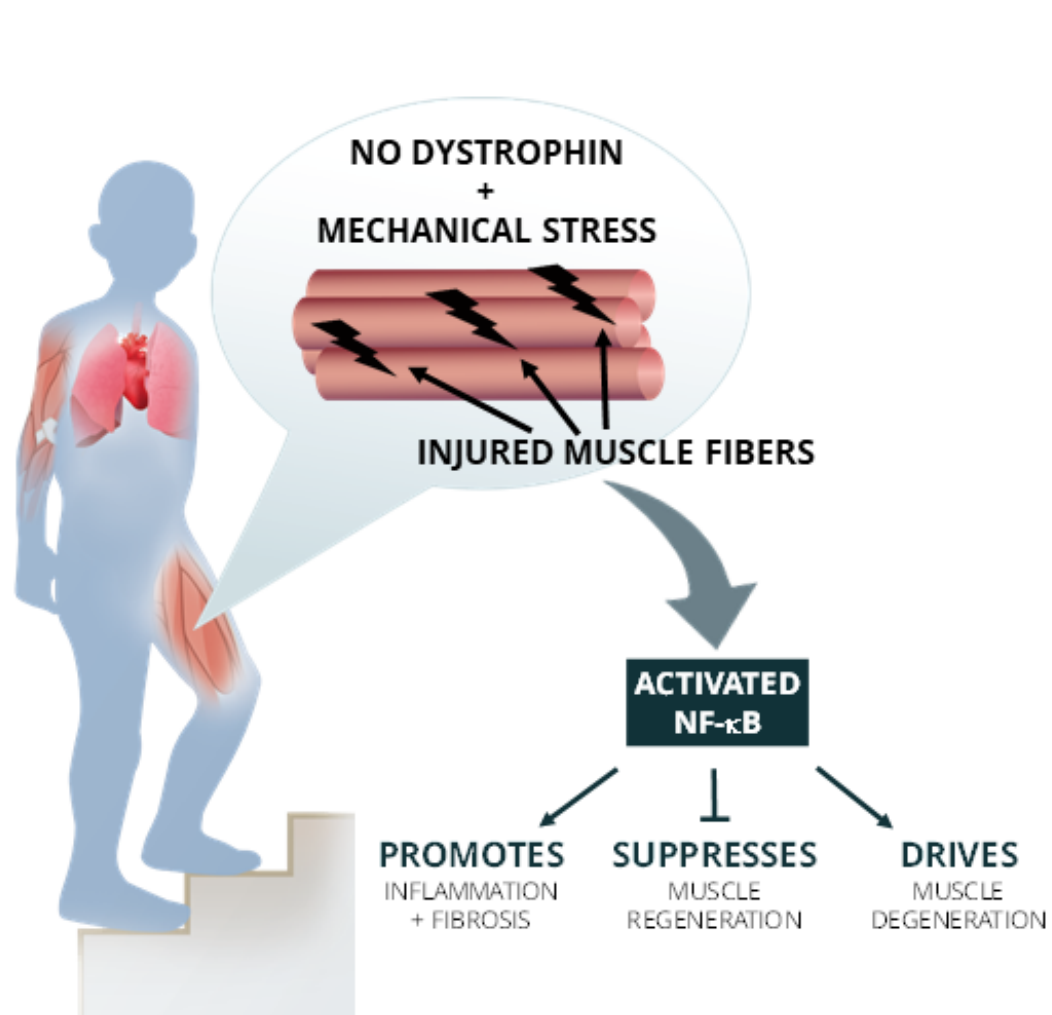 NO DYSTROPHIN
+
MECHANICAL STRESS
INJURED MUSCLE FIBERS
ACTIVATED
NF-κB
PROMOTES
INFLAMMATION
+ FIBROSIS
SUPPRESSES
MUSCLE
REGENERATION
DRIVES
MUSCLE
DEGENERATION